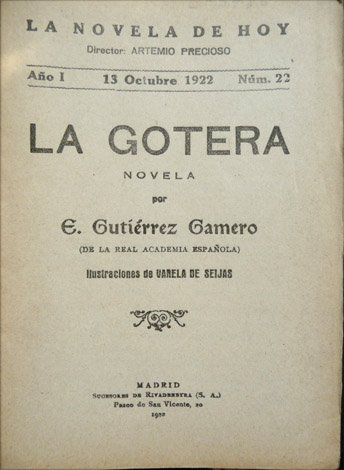 LA NOVELA DE HOY
Director: ARTEMIO PRECIOSO
Año I 13 Octubre 1922 Núm. 22
LA GOTERA
NOVELA
por
E. Gutiérrez Gamero
(DE LA REAL ACADEMIA ESPAÑOLA)
Ilustraciones de VARELA DE SEIJAS
MADRID
SUCESORES DE RIVADENEYRA (S. A.)
Paseo de San Vicente, 20
1922